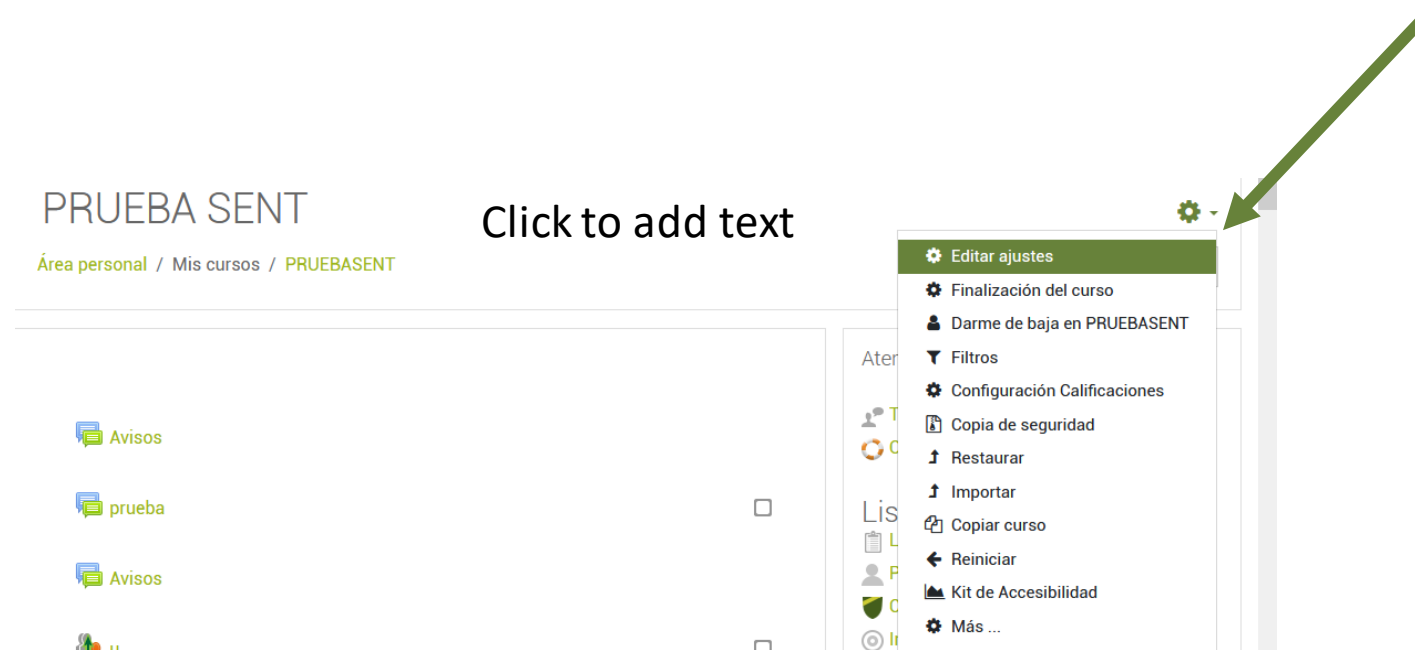 PRUEBA SENT
Click to add text
Área personal / Mis cursos / PRUEBASENT
Editar ajustes
Finalización del curso
Darme de baja en PRUEBASENT
Filtros
Configuración Calificaciones
Copia de seguridad
Restaurar
Importar
Copiar curso
Reiniciar
Kit de Accesibilidad
Más ...
Avisos
prueba
Avisos